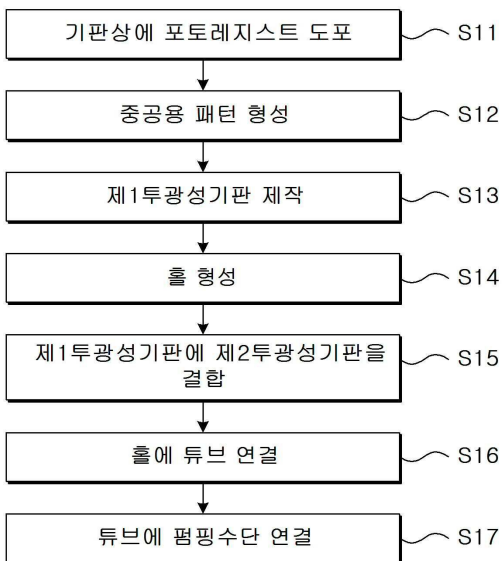 기판상에 포토레지스트 도포
S11
중공용 패턴 형성
S12
제1투광성기판 제작
S13
홀 형성
S14
제1투광성기판에 제2투광성기판을
결합
S15
홀에 튜브 연결
S16
튜브에 펌핑수단 연결
S17